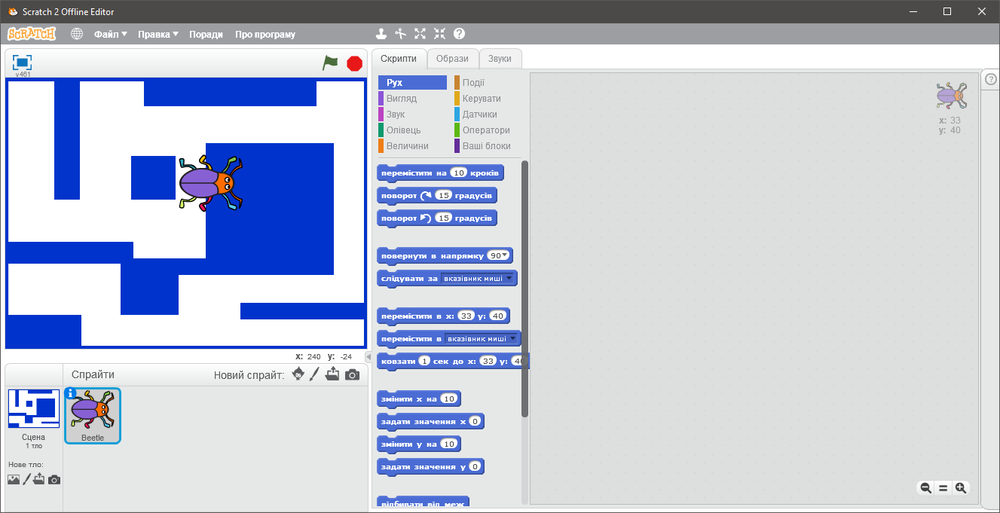 Scratch 2 Offline Editor
SCRATCH Файл Правка Поради Про програму
v461
Скрипти Образи Звуки
Рух Події
Вигляд Керувати
Звук Датчики
Олівець Оператори
Величини Ваші блоки
x: 33
y: 40
перемістити на 10 кроків
поворот 15 градусів
поворот 15 градусів
повернути в напрямку 90
слідувати за вказівник миші
перемістити в x: 33 y: 40
перемістити в вказівник миші
ковзати 1 сек до x: 33 y: 40
змінити x на 10
задати значення x 0
змінити y на 10
задати значення y 0
відбивати від меж
x: 240 y: -24
Спрайти Новий спрайт:
Сцена
1 тло
Нове тло:
Beetle